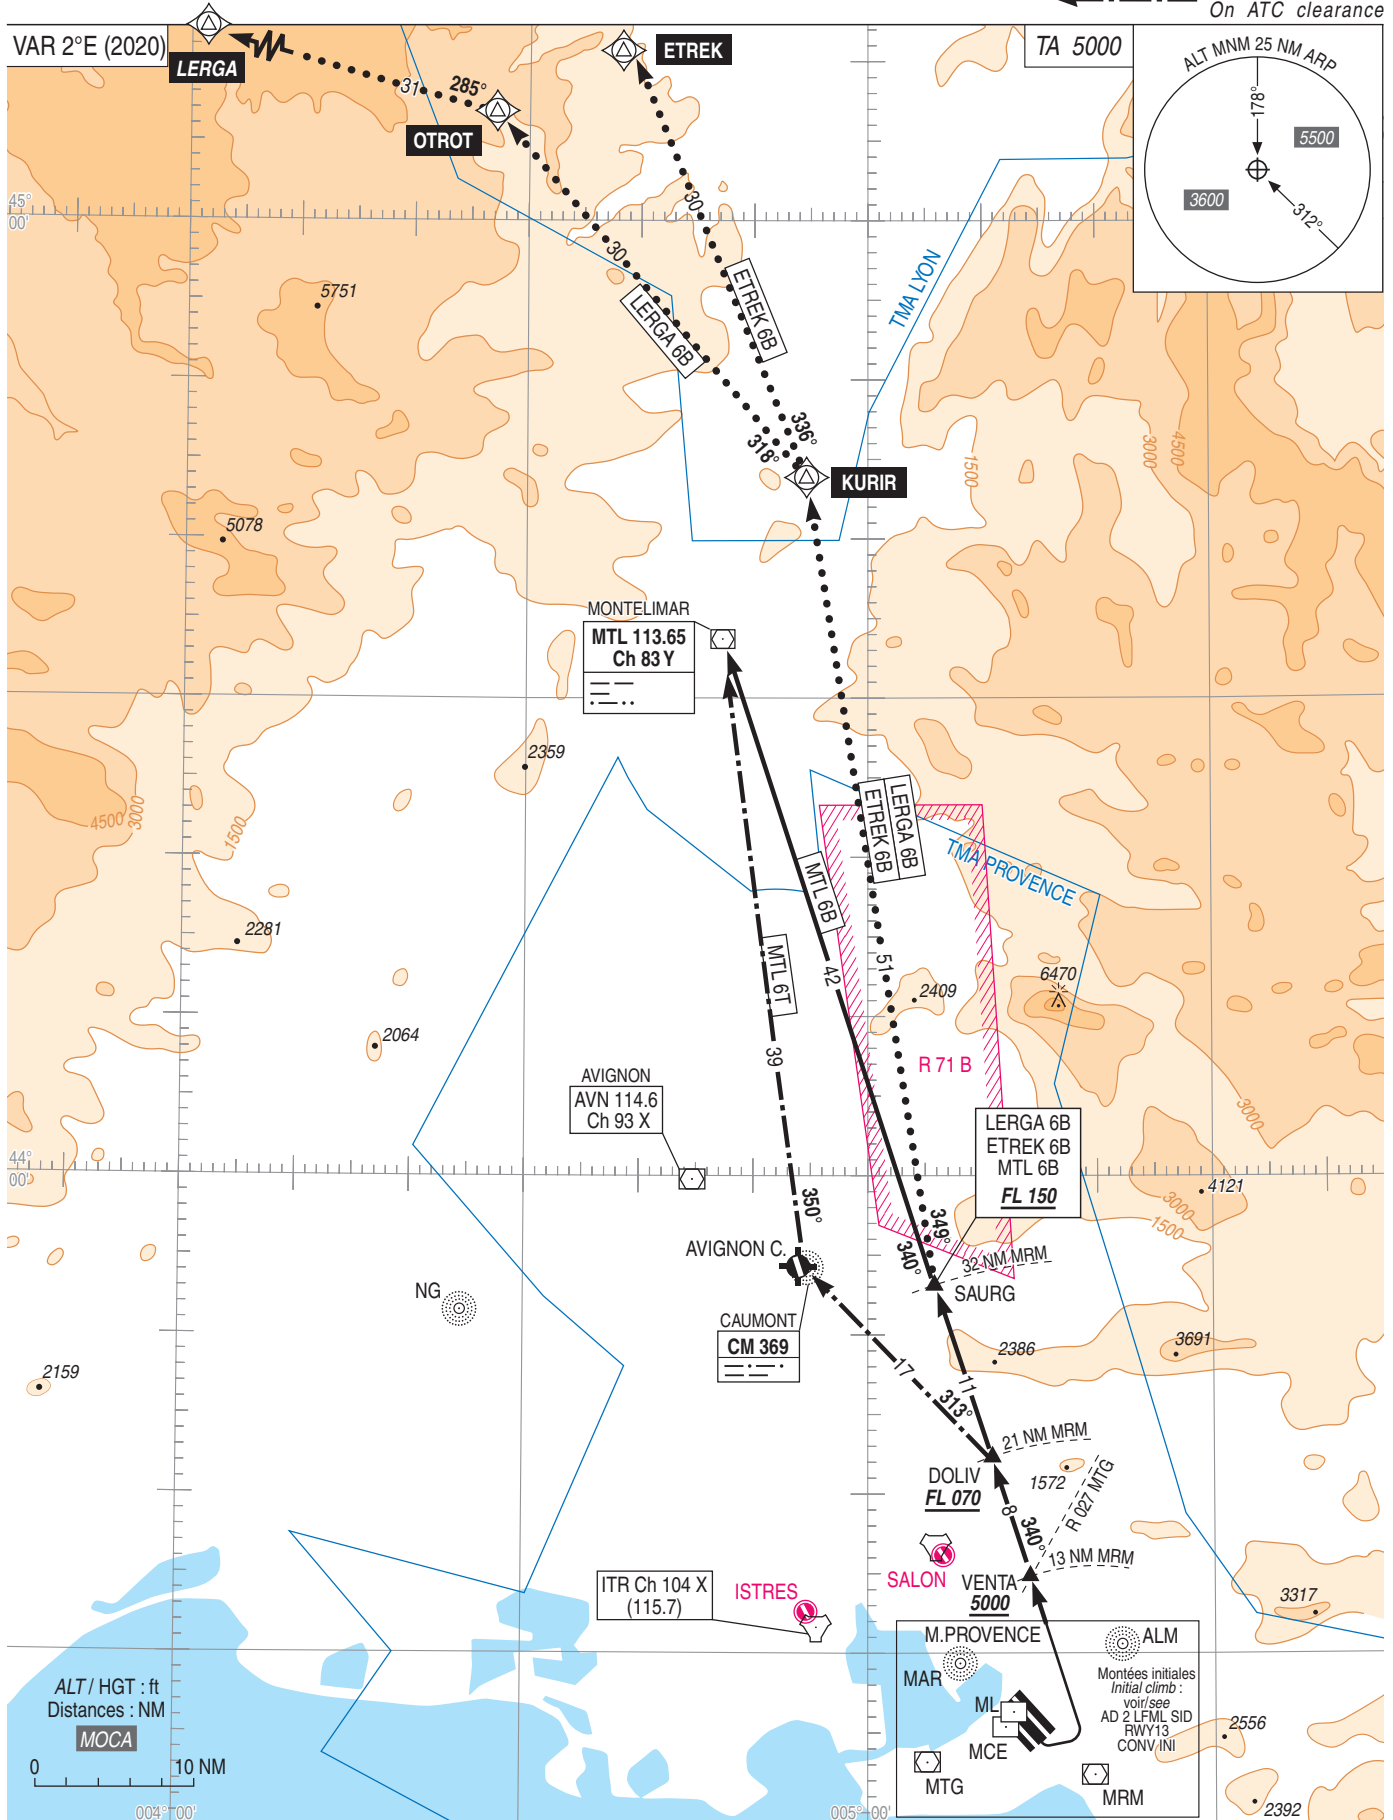 On ATC clearance
VAR 2°E (2020)
LERGA
ETREK
TA 5000
ALT MNM 25 NM ARP
178°
5500
3600
312°
31
285°
OTROT
45°
00'
30
30
ETREK 6B
LERGA 6B
TMA LYON
5751
336°
318°
KURIR
3000
4500
1500
5078
MONTELIMAR
MTL 113.65
Ch 83 Y
2359
4500
3000
1500
LERGA 6B
ETREK 6B
TMA PROVENCE
MTL 6B
2281
MTL 6T
42
51
6470
2409
2064
39
R 71 B
AVIGNON
AVN 114.6
Ch 93 X
3000
LERGA 6B
ETREK 6B
MTL 6B
FL 150
44°
00'
4121
3000
1500
350°
349°
340°
AVIGNON C.
32 NM MRM
NG
SAURG
CAUMONT
CM 369
2386
3691
2159
17
11
313°
21 NM MRM
DOLIV
FL 070
1572
R 027 MTG
8
340°
13 NM MRM
SALON
VENTA
5000
ITR Ch 104 X
(115.7)
ISTRES
3317
M.PROVENCE
ALM
MAR
Montées initiales
Initial climb :
voir/see
AD 2 LFML SID
RWY13
CONV INI
ML
MCE
MTG
MRM
2556
2392
ALT / HGT : ft
Distances : NM
MOCA
0 10 NM
004° 00'
005° 00'